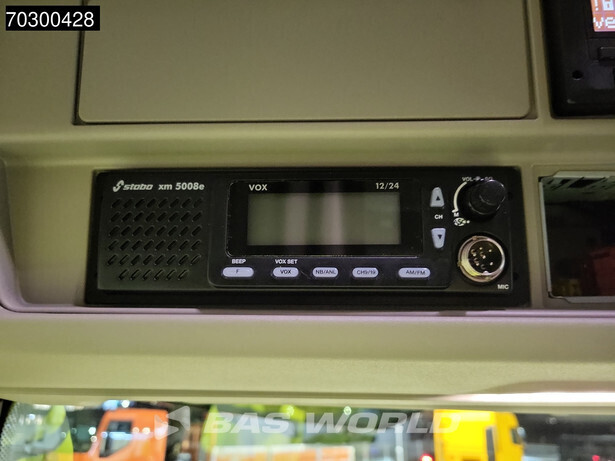 70300428
stabo xm 5008e
VOX 12/24
VOL-P-SQ
CH
M
BEEP VOX SET
F VOX NB/ANL CH9/19 AM/FM
MIC
BAS WORLD